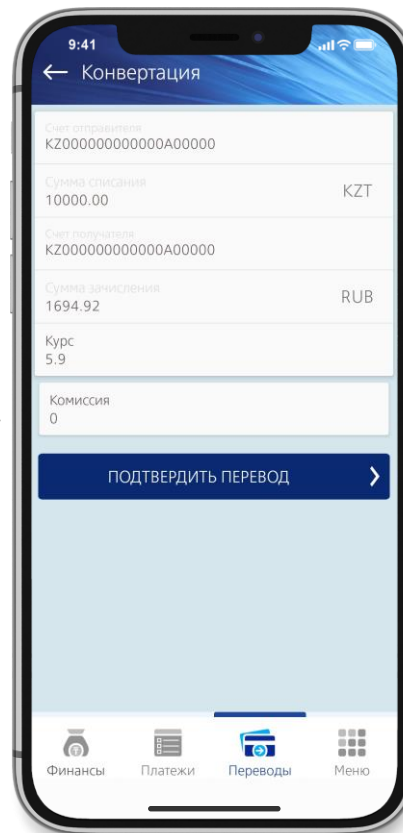 9:41
← Конвертация
Счет отправителя
KZ000000000000A00000
Сумма списания
10000.00
KZT
Счет получателя
KZ000000000000A00000
Сумма зачисления
1694.92
RUB
Курс
5.9
Комиссия
0
ПОДТВЕРДИТЬ ПЕРЕВОД
Финансы
Платежи
Переводы
Меню